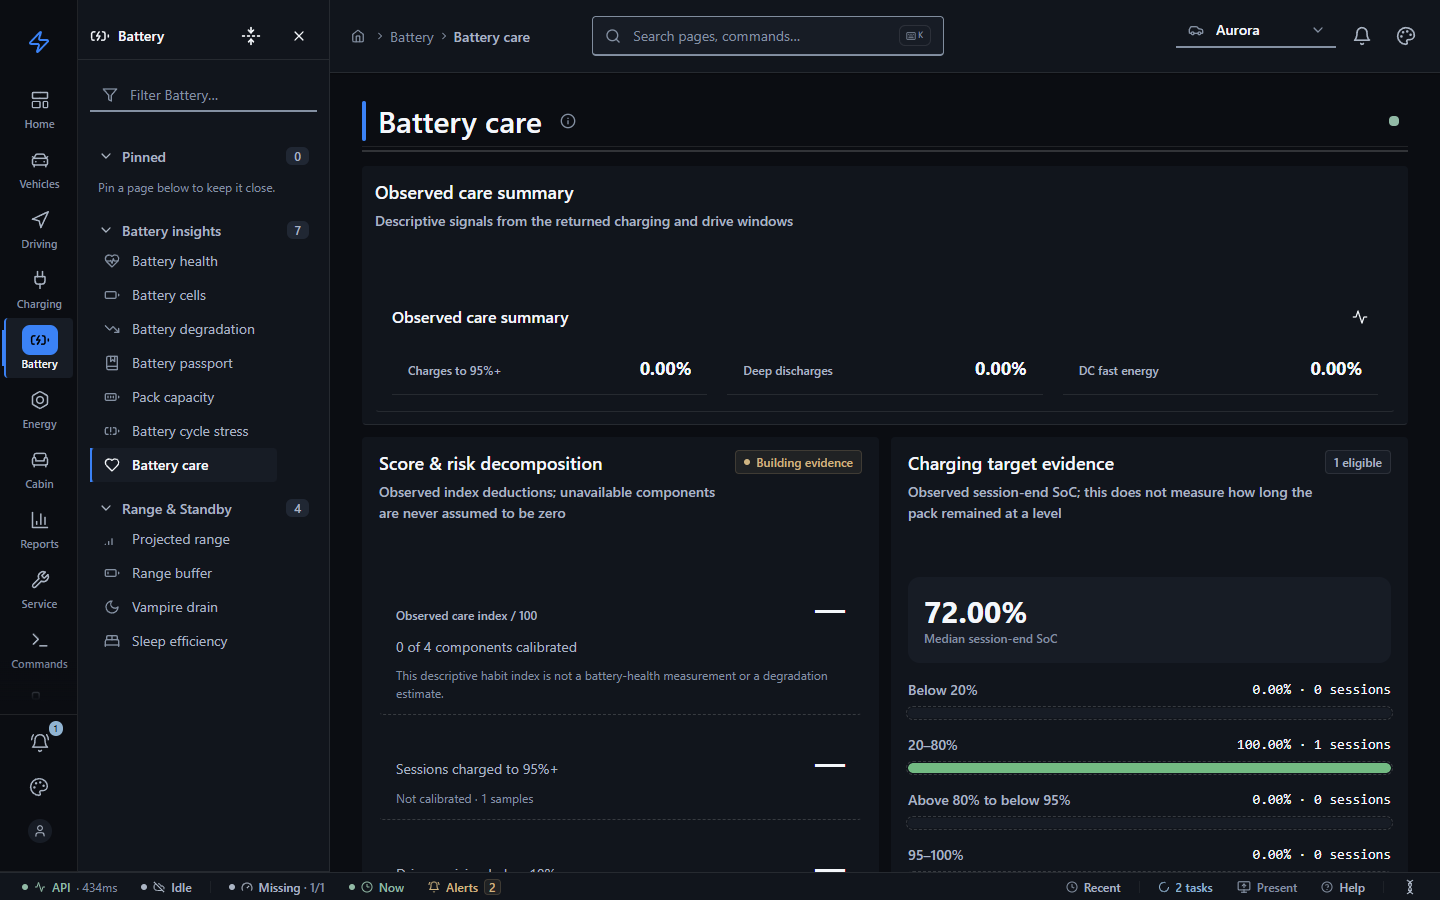 Home
Vehicles
Driving
Charging
Battery
Energy
Cabin
Reports
Service
Commands
1
Battery
Filter Battery...
Pinned
0
Pin a page below to keep it close.
Battery insights
7
Battery health
Battery cells
Battery degradation
Battery passport
Pack capacity
Battery cycle stress
Battery care
Range & Standby
4
Projected range
Range buffer
Vampire drain
Sleep efficiency
Battery
Battery care
Search pages, commands...
K
Aurora
Battery care
Observed care summary
Descriptive signals from the returned charging and drive windows
Observed care summary
Charges to 95%+
0.00%
Deep discharges
0.00%
DC fast energy
0.00%
Score & risk decomposition
Building evidence
Observed index deductions; unavailable components
are never assumed to be zero
Observed care index / 100
—
0 of 4 components calibrated
This descriptive habit index is not a battery-health measurement or a degradation
estimate.
Sessions charged to 95%+
—
Not calibrated · 1 samples
Charging target evidence
1 eligible
Observed session-end SoC; this does not measure how long the
pack remained at a level
72.00%
Median session-end SoC
Below 20%
0.00% · 0 sessions
20–80%
100.00% · 1 sessions
Above 80% to below 95%
0.00% · 0 sessions
95–100%
0.00% · 0 sessions
API · 434ms
Idle
Missing · 1/1
Now
Alerts 2
Recent
2 tasks
Present
Help